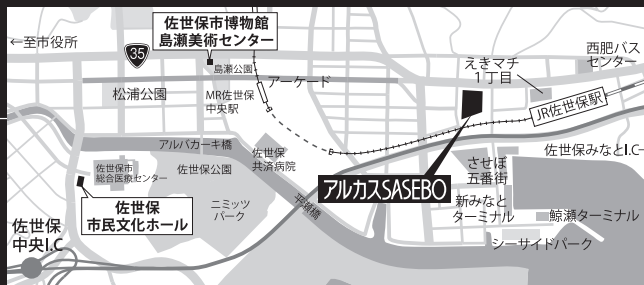 佐世保市博物館
島瀬美術センター
←至市役所
35
島瀬公園
アーケード
えきマチ
1丁目
西肥バス
センター
松浦公園
MR佐世保
中央駅
JR佐世保駅
アルバカーキ橋
佐世保
共済病院
佐世保みなとI.C
佐世保市
総合医療センター
佐世保公園
アルカスSASEBO
させぼ
五番街
佐世保
市民文化ホール
ニミッツ
パーク
平瀬橋
新みなと
ターミナル
鯨瀬ターミナル
佐世保
中央I.C
シーサイドパーク